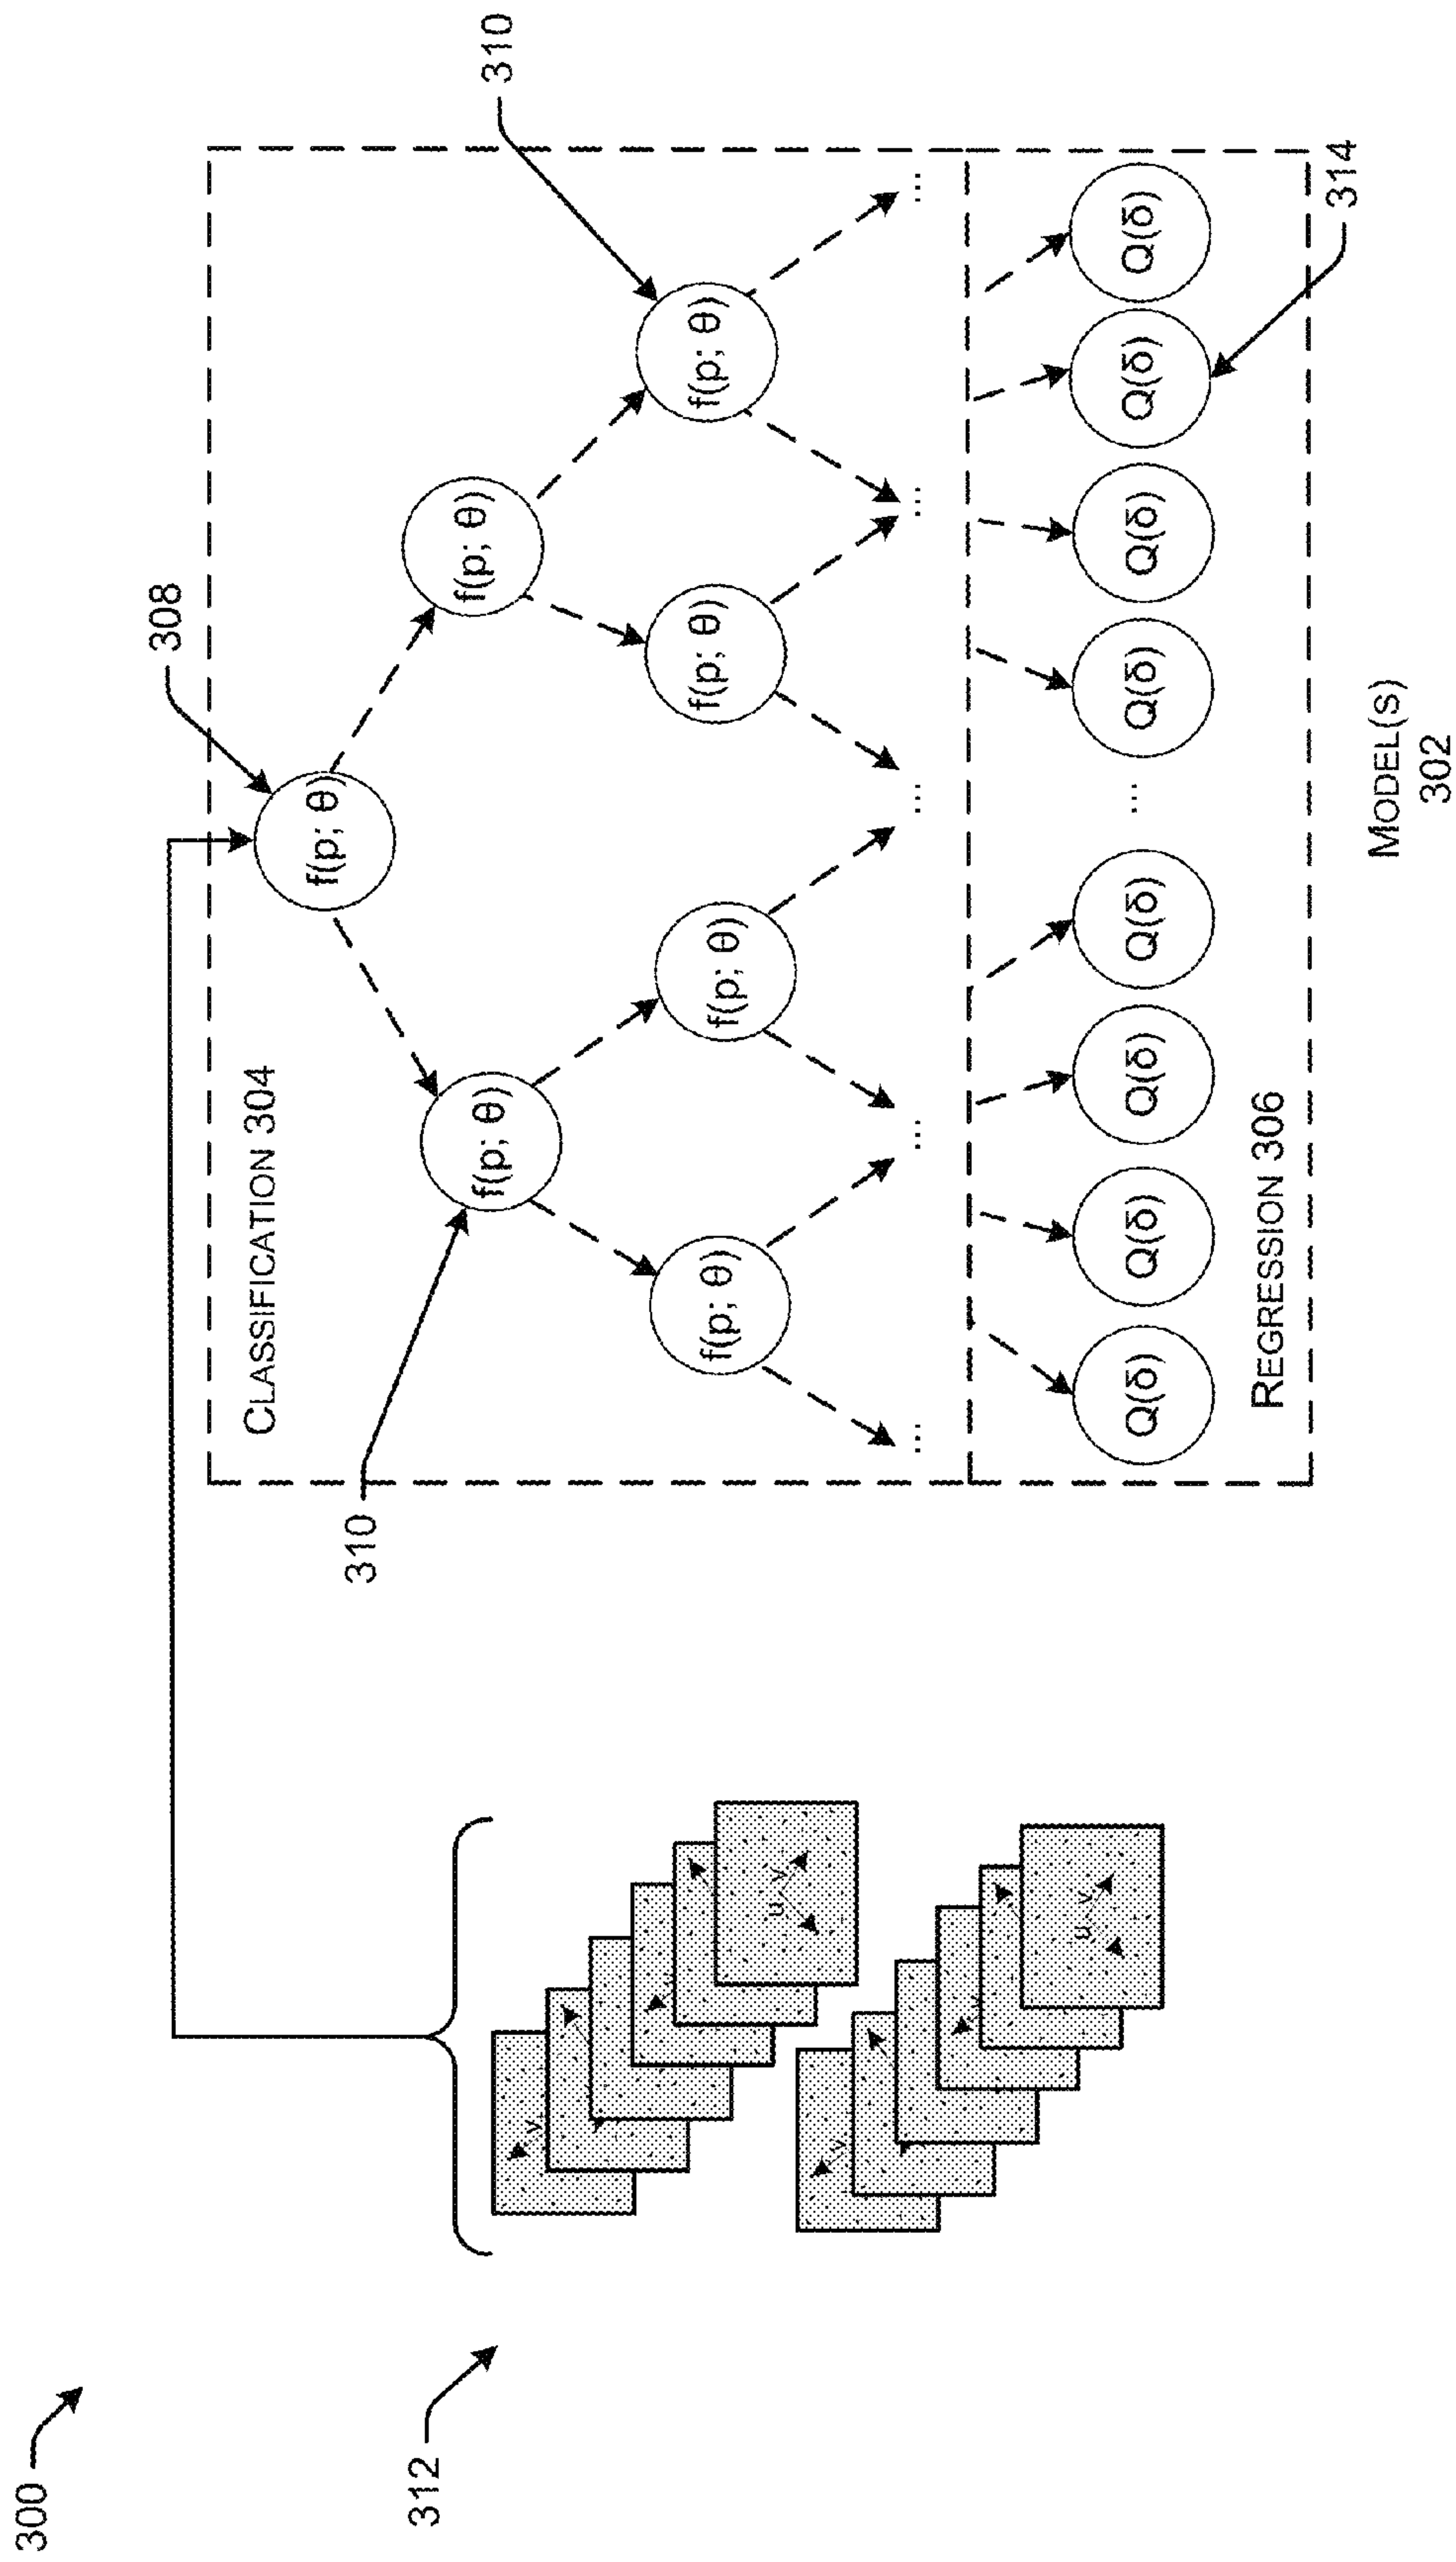 300
308
CLASSIFICATION 304
f(p; θ)
310
312
310
f(p; θ)
f(p; θ)
v
f(p; θ)
f(p; θ)
f(p; θ)
f(p; θ)
u v
v
... ... ... ... ...
u v
Q(δ) Q(δ) Q(δ) Q(δ) ... Q(δ) Q(δ) Q(δ) Q(δ)
REGRESSION 306
314
MODEL(S)
302